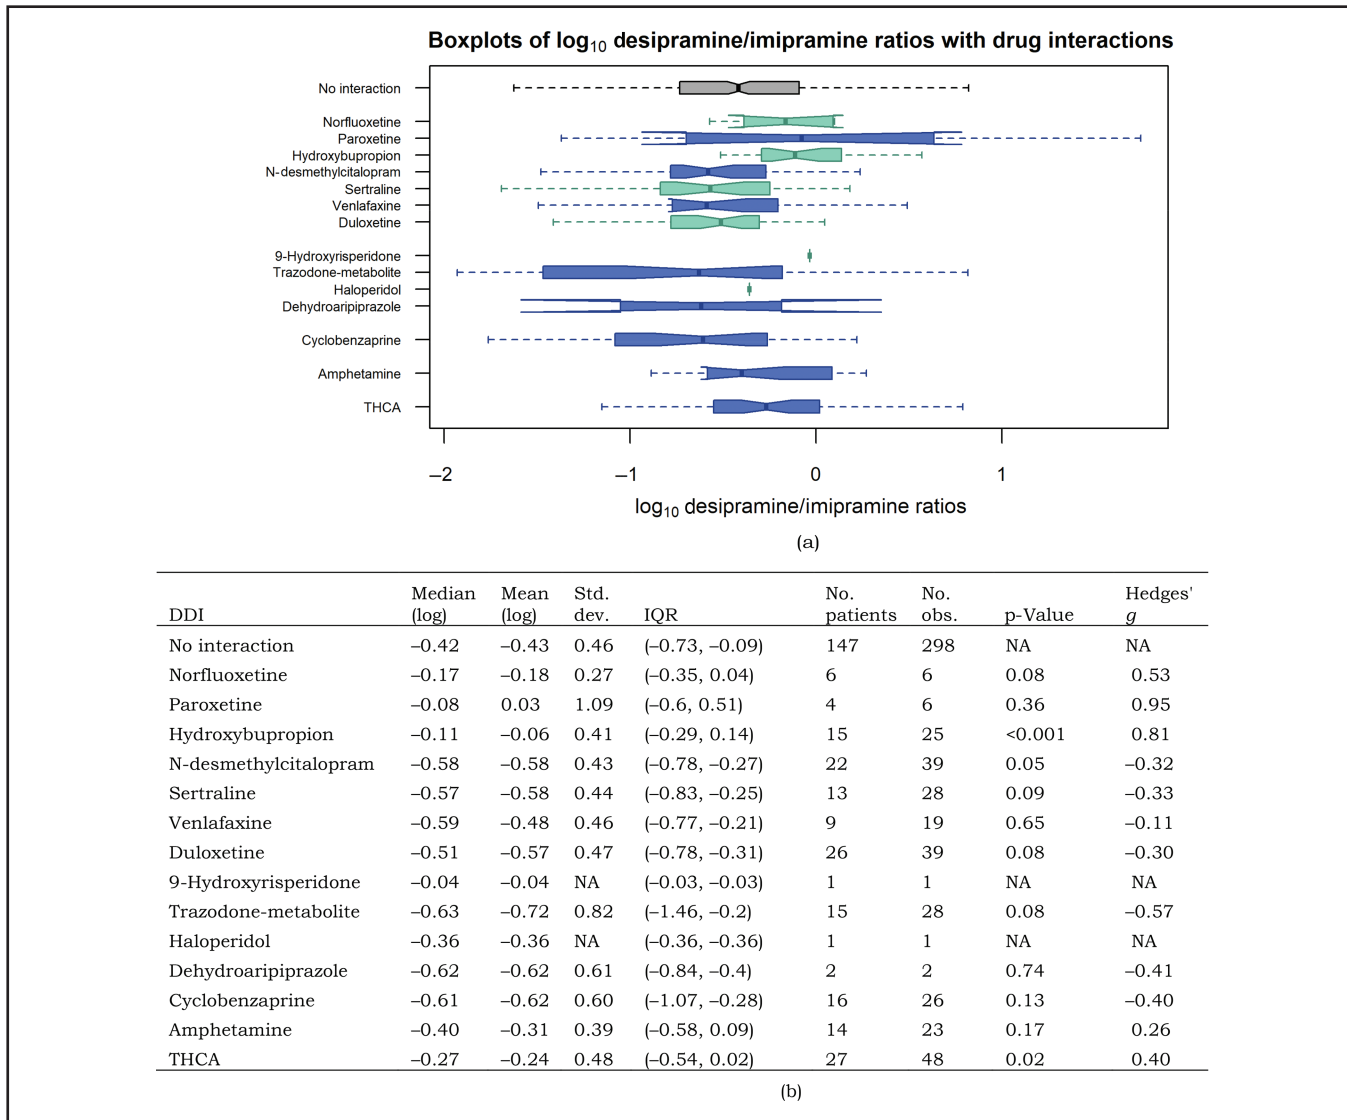 Boxplots of log10 desipramine/imipramine ratios with drug interactions
No interaction
Norfluoxetine
Paroxetine
Hydroxybupropion
N-desmethylcitalopram
Sertraline
Venlafaxine
Duloxetine
9-Hydroxyrisperidone
Trazodone-metabolite
Haloperidol
Dehydroaripiprazole
Cyclobenzaprine
Amphetamine
THCA
–2 –1 0 1
log10 desipramine/imipramine ratios
(a)
Median Mean Std. No. No. Hedges'
DDI (log) (log) dev. IQR patients obs. p-Value g
No interaction –0.42 –0.43 0.46 (–0.73, –0.09) 147 298 NA NA
Norfluoxetine –0.17 –0.18 0.27 (–0.35, 0.04) 6 6 0.08 0.53
Paroxetine –0.08 0.03 1.09 (–0.6, 0.51) 4 6 0.36 0.95
Hydroxybupropion –0.11 –0.06 0.41 (–0.29, 0.14) 15 25 <0.001 0.81
N-desmethylcitalopram –0.58 –0.58 0.43 (–0.78, –0.27) 22 39 0.05 –0.32
Sertraline –0.57 –0.58 0.44 (–0.83, –0.25) 13 28 0.09 –0.33
Venlafaxine –0.59 –0.48 0.46 (–0.77, –0.21) 9 19 0.65 –0.11
Duloxetine –0.51 –0.57 0.47 (–0.78, –0.31) 26 39 0.08 –0.30
9-Hydroxyrisperidone –0.04 –0.04 NA (–0.03, –0.03) 1 1 NA NA
Trazodone-metabolite –0.63 –0.72 0.82 (–1.46, –0.2) 15 28 0.08 –0.57
Haloperidol –0.36 –0.36 NA (–0.36, –0.36) 1 1 NA NA
Dehydroaripiprazole –0.62 –0.62 0.61 (–0.84, –0.4) 2 2 0.74 –0.41
Cyclobenzaprine –0.61 –0.62 0.60 (–1.07, –0.28) 16 26 0.13 –0.40
Amphetamine –0.40 –0.31 0.39 (–0.58, 0.09) 14 23 0.17 0.26
THCA –0.27 –0.24 0.48 (–0.54, 0.02) 27 48 0.02 0.40
(b)